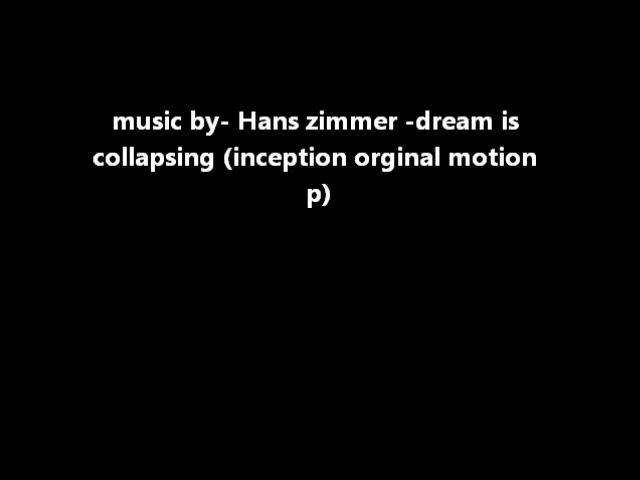 music by- Hans zimmer -dream is
collapsing (inception orginal motion
p)